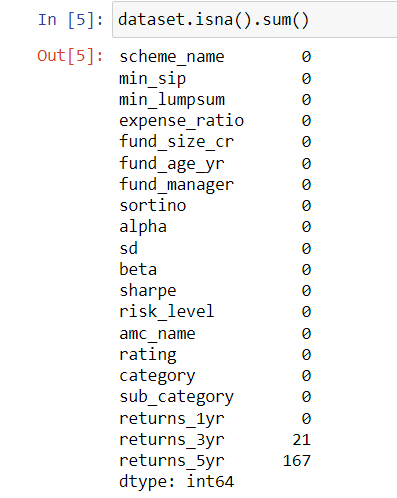 In [5]: dataset.isna().sum()
Out[5]: scheme_name 0
min_sip 0
min_lumpsum 0
expense_ratio 0
fund_size_cr 0
fund_age_yr 0
fund_manager 0
sortino 0
alpha 0
sd 0
beta 0
sharpe 0
risk_level 0
amc_name 0
rating 0
category 0
sub_category 0
returns_1yr 0
returns_3yr 21
returns_5yr 167
dtype: int64